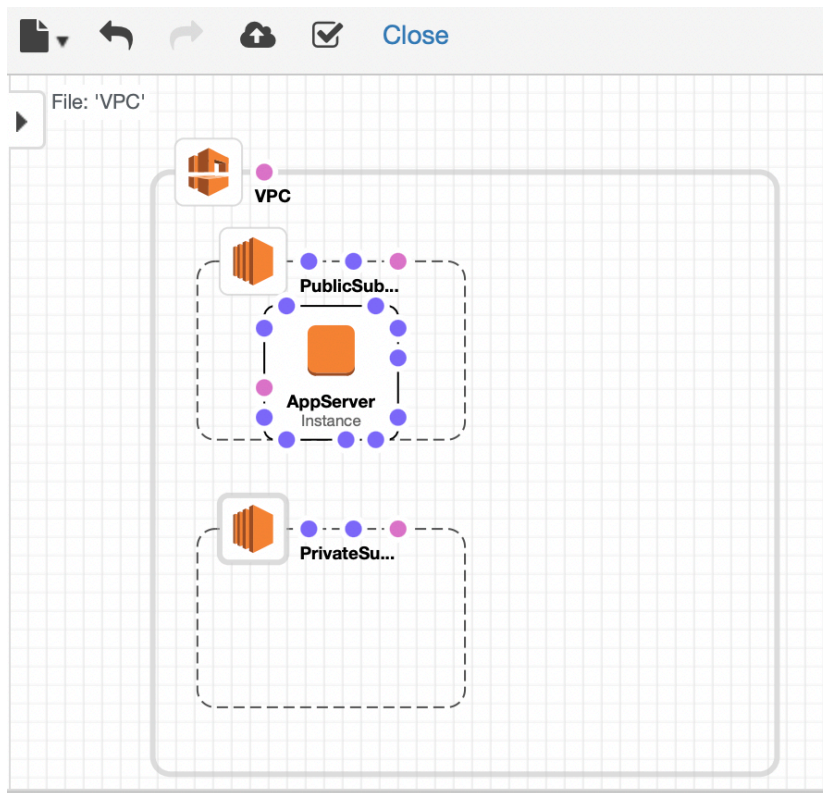 Close
File: 'VPC'
VPC
PublicSub...
AppServer
Instance
PrivateSu...